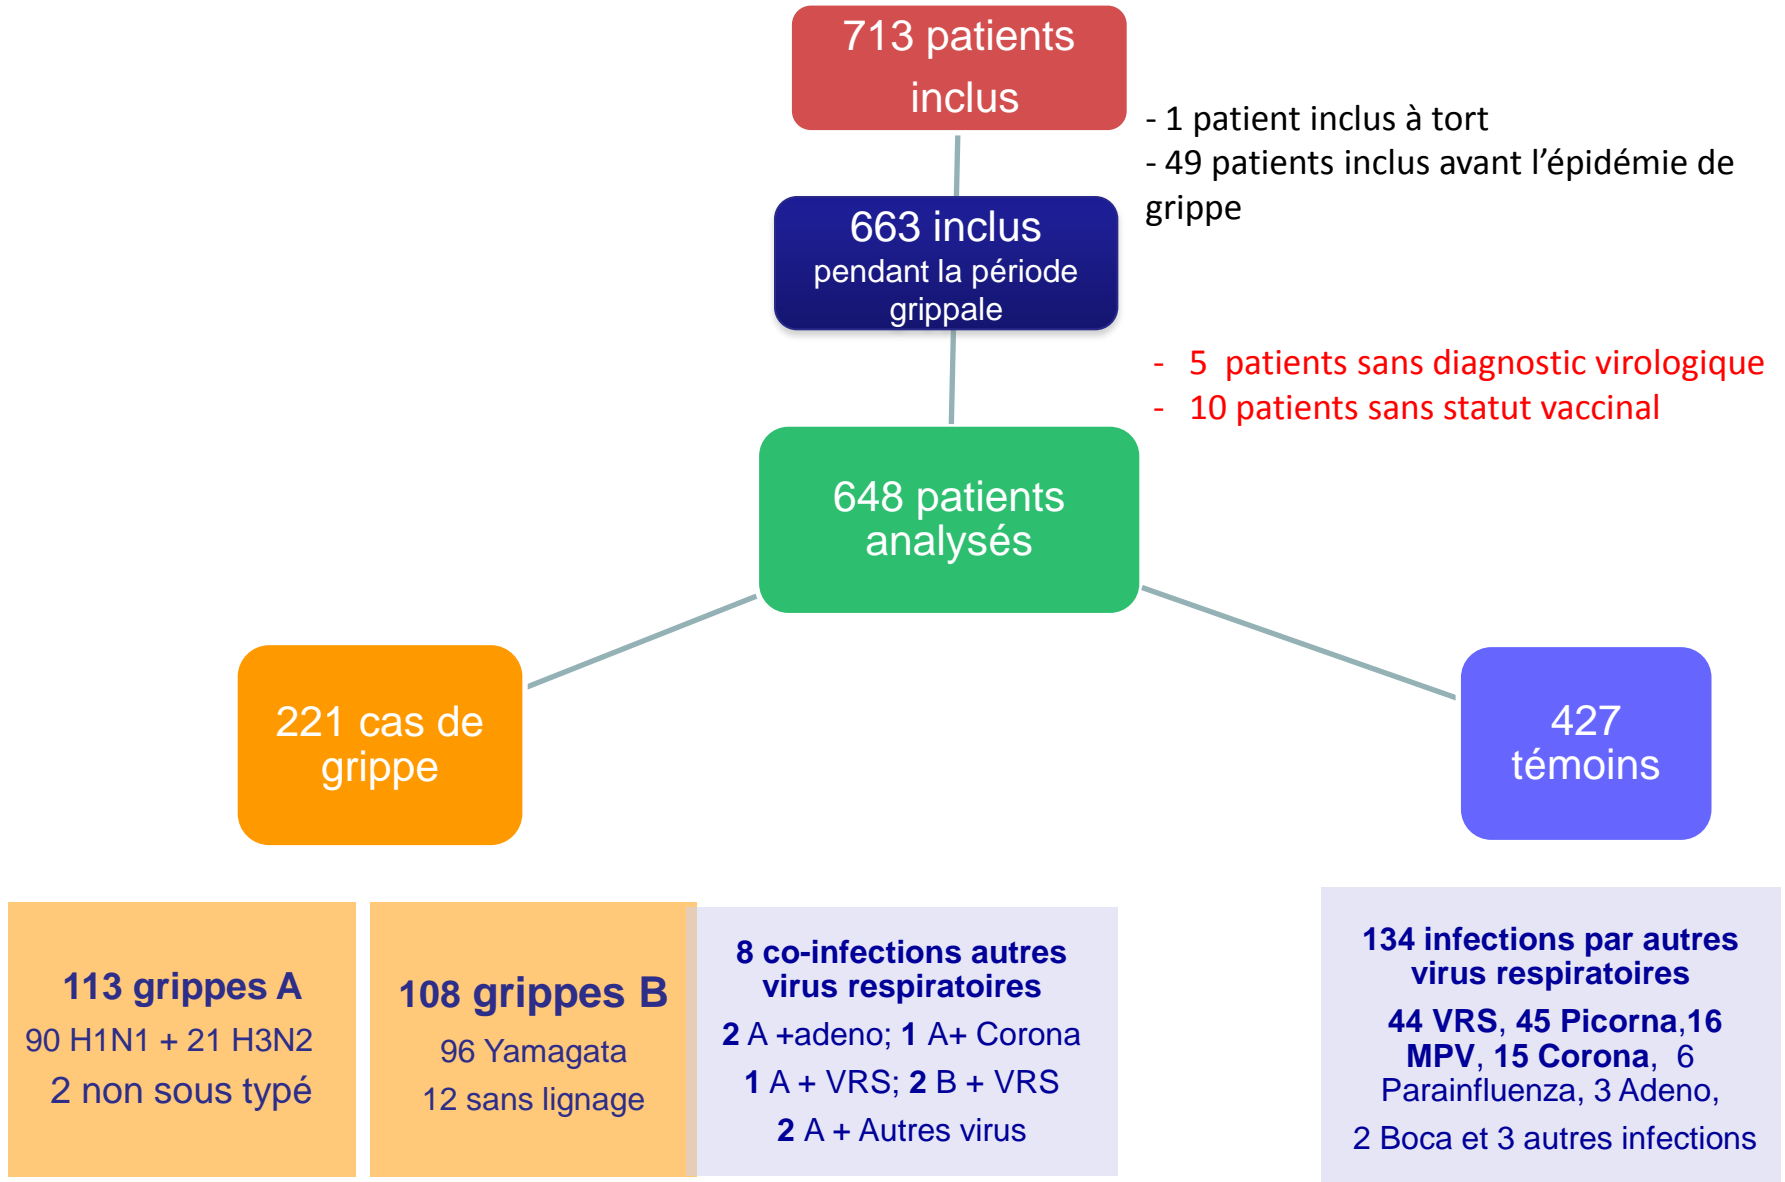 713 patients
inclus
- 1 patient inclus à tort
- 49 patients inclus avant l’épidémie de
grippe
663 inclus
pendant la période
grippale
- 5 patients sans diagnostic virologique
- 10 patients sans statut vaccinal
648 patients
analysés
221 cas de
grippe
427
témoins
113 grippes A
90 H1N1 + 21 H3N2
2 non sous typé
108 grippes B
96 Yamagata
12 sans lignage
8 co-infections autres
virus respiratoires
2 A +adeno; 1 A+ Corona
1 A + VRS; 2 B + VRS
2 A + Autres virus
134 infections par autres
virus respiratoires
44 VRS, 45 Picorna,16
MPV, 15 Corona, 6
Parainfluenza, 3 Adeno,
2 Boca et 3 autres infections